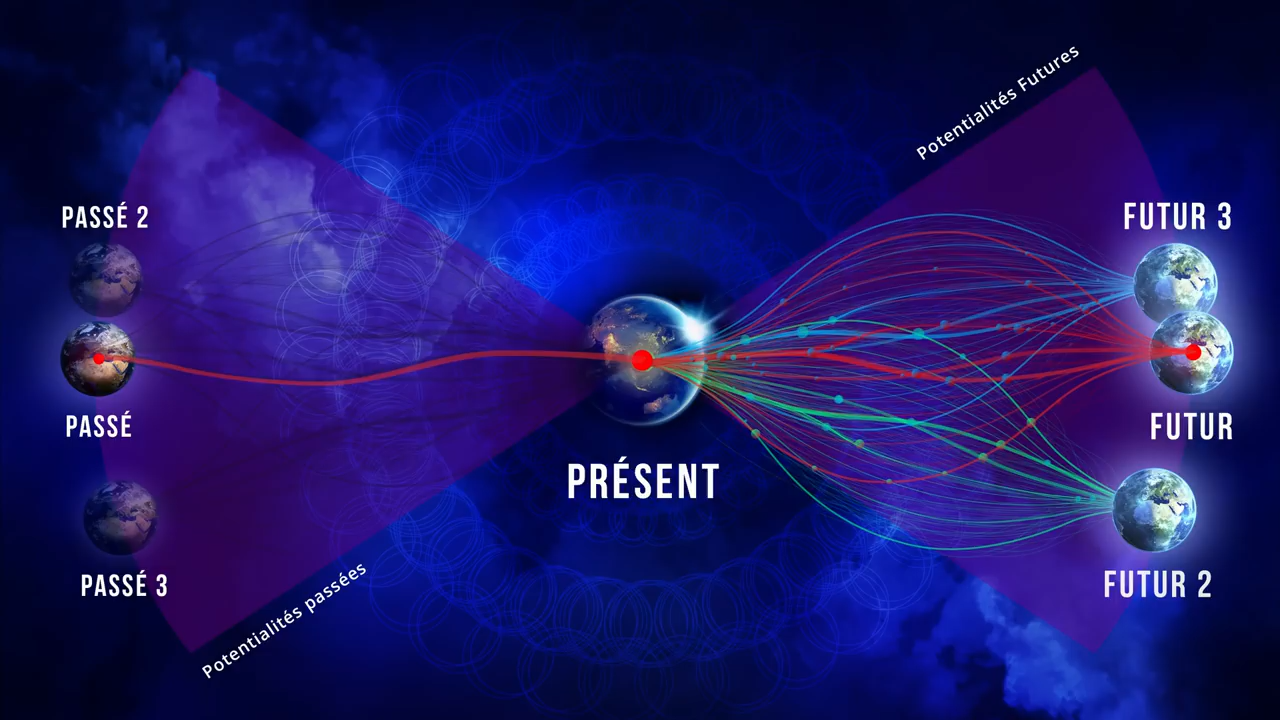 Potentialités Futures
PASSÉ 2
FUTUR 3
PASSÉ
FUTUR
PRÉSENT
PASSÉ 3
FUTUR 2
Potentialités passées